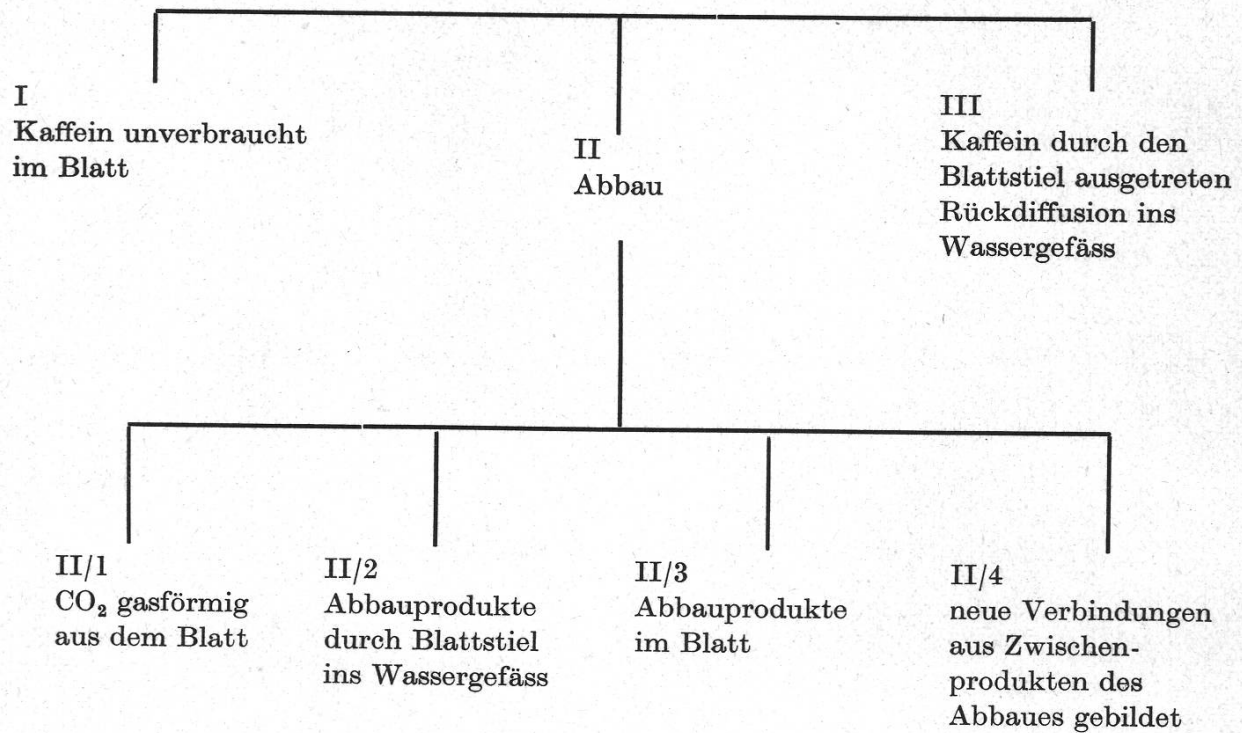 I
Kaffein unverbraucht
im Blatt
II
Abbau
III
Kaffein durch den
Blattstiel ausgetreten
Rückdiffusion ins
Wassergefäss
II/1
CO₂ gasförmig
aus dem Blatt
II/2
Abbauprodukte
durch Blattstiel
ins Wassergefäss
II/3
Abbauprodukte
im Blatt
II/4
neue Verbindungen
aus Zwischen-
produkten des
Abbaues gebildet